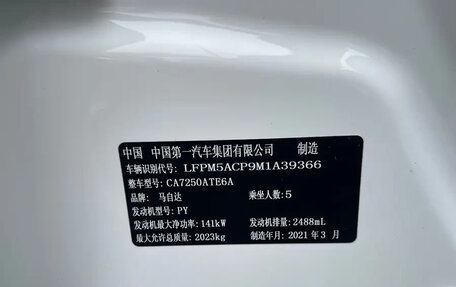 中国 中国第一汽车集团有限公司 制造
车辆识别代号: LFPM5ACP9M1A39366
整车型号: CA7250ATE6A
品牌: 马自达 乘坐人数: 5
发动机型号: PY
发动机最大净功率: 141kW 发动机排量: 2488mL
最大允许总质量: 2023kg 制造年月: 2021 年 3 月